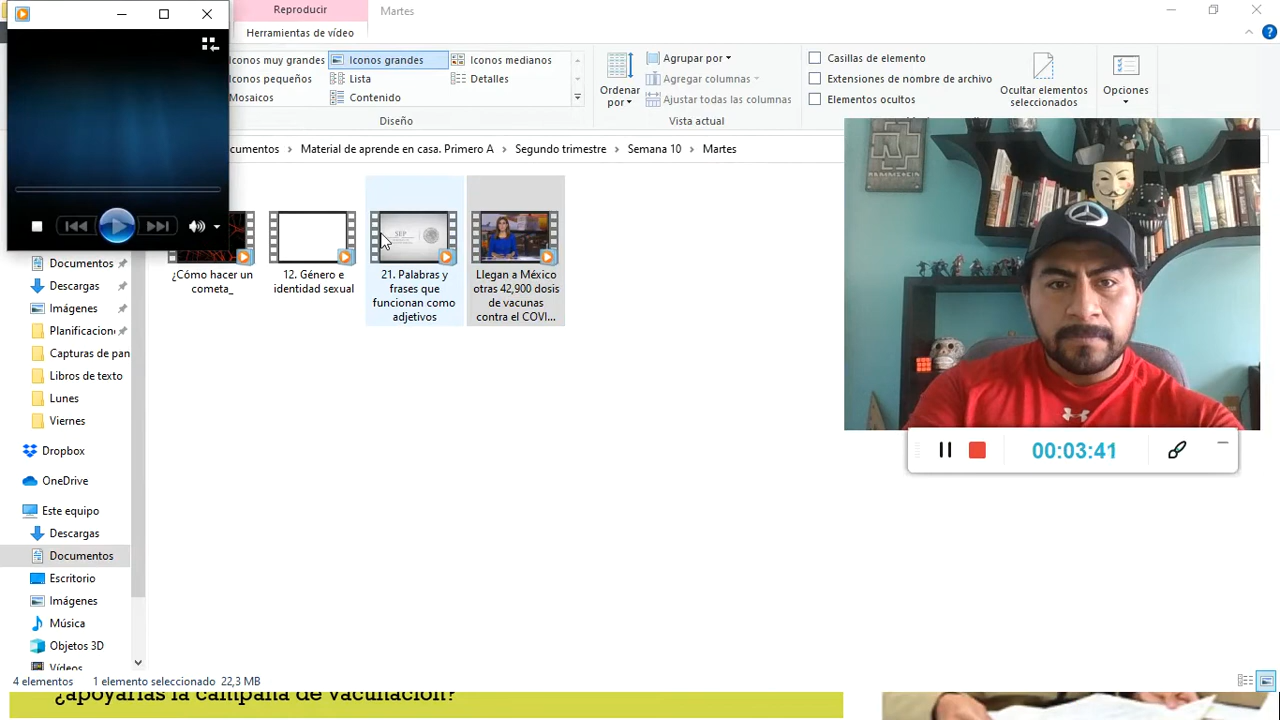 Reproducir
Martes
Herramientas de vídeo
Iconos muy grandes
Iconos grandes
Iconos medianos
Iconos pequeños
Lista
Detalles
Mosaicos
Contenido
Diseño
Ordenar
por
Agrupar por
Agregar columnas
Ajustar todas las columnas
Vista actual
Casillas de elemento
Extensiones de nombre de archivo
Elementos ocultos
Ocultar elementos
seleccionados
Opciones
cumentos > Material de aprende en casa. Primero A > Segundo trimestre > Semana 10 > Martes
RAMMSTEIN
¿Cómo hacer un
cometa_
12. Género e
identidad sexual
SEP
21. Palabras y
frases que
funcionan como
adjetivos
Llegan a México
otras 42,900 dosis
de vacunas
contra el COVI...
Documentos
Descargas
Imágenes
Planificacion
Capturas de pan
Libros de texto
Lunes
Viernes
Dropbox
OneDrive
Este equipo
Descargas
Documentos
Escritorio
Imágenes
Música
Objetos 3D
Vídeos
00:03:41
4 elementos
1 elemento seleccionado 22,3 MB
¿apoyarías la campaña de vacunación?